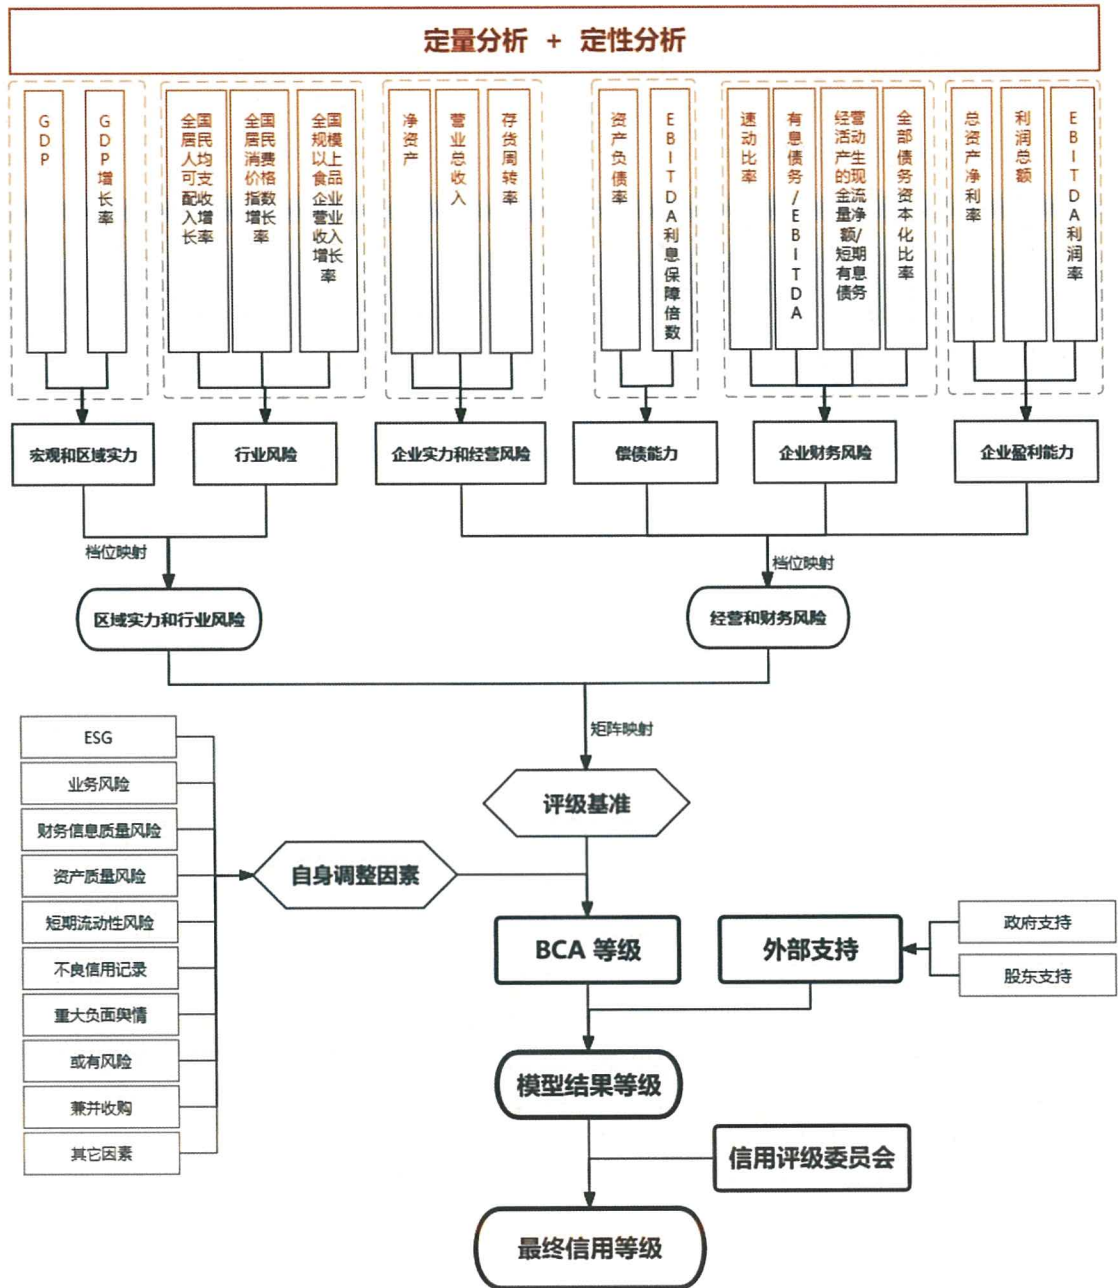 定量分析 + 定性分析
GDP
GDP增长率
全国居民人均可支配收入增长率
全国居民消费价格指数增长率
全国规模以上食品企业营业收入增长率
净资产
营业总收入
存货周转率
资产负债率
EBITDA利息保障倍数
速动比率
有息债务/EBITDA
经营活动产生的现金流量净额/短期有息债务
全部债务资本化比率
总资产净利率
利润总额
EBITDA利润率
宏观和区域实力
行业风险
企业实力和经营风险
偿债能力
企业财务风险
企业盈利能力
档位映射
档位映射
区域实力和行业风险
经营和财务风险
矩阵映射
ESG
业务风险
财务信息质量风险
资产质量风险
短期流动性风险
不良信用记录
重大负面舆情
或有风险
兼并收购
其它因素
评级基准
自身调整因素
BCA 等级
外部支持
政府支持
股东支持
模型结果等级
信用评级委员会
最终信用等级